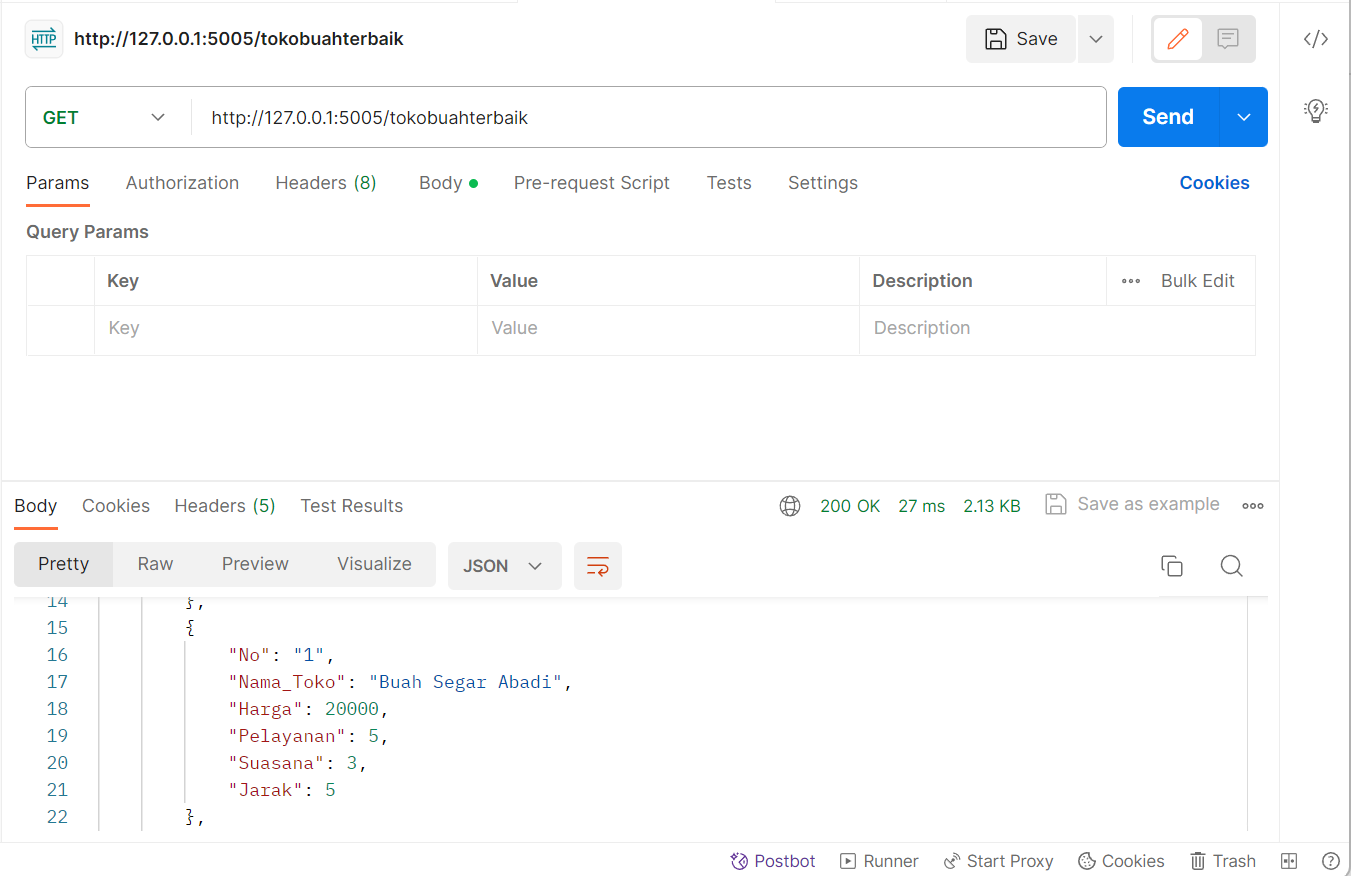 HTTP http://127.0.0.1:5005/tokobuahterbaik Save
GET http://127.0.0.1:5005/tokobuahterbaik Send
Params Authorization Headers (8) Body Pre-request Script Tests Settings Cookies
Query Params
Key Value Description Bulk Edit
Key Value Description
Body Cookies Headers (5) Test Results 200 OK 27 ms 2.13 KB Save as example
Pretty Raw Preview Visualize JSON
14 },
15 {
16 "No": "1",
17 "Nama_Toko": "Buah Segar Abadi",
18 "Harga": 20000,
19 "Pelayanan": 5,
20 "Suasana": 3,
21 "Jarak": 5
22 },
Postbot Runner Start Proxy Cookies Trash